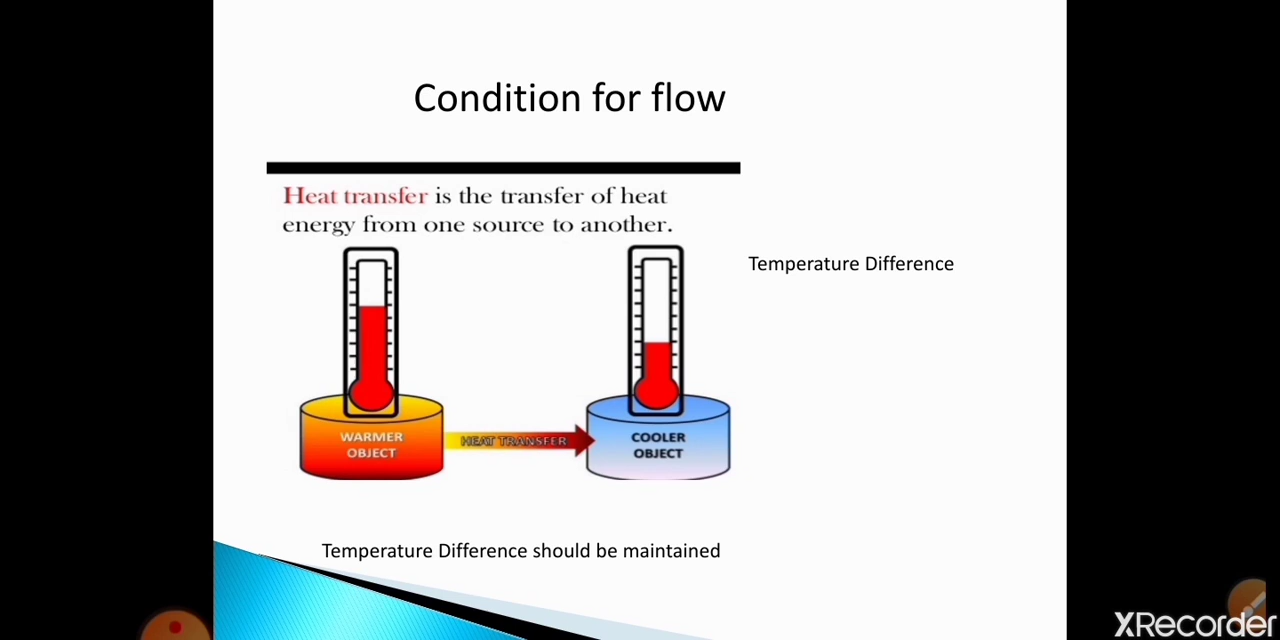 Condition for flow
Heat transfer is the transfer of heat
energy from one source to another.
Temperature Difference
WARMER
OBJECT
HEAT TRANSFER
COOLER
OBJECT
Temperature Difference should be maintained
XRecorder